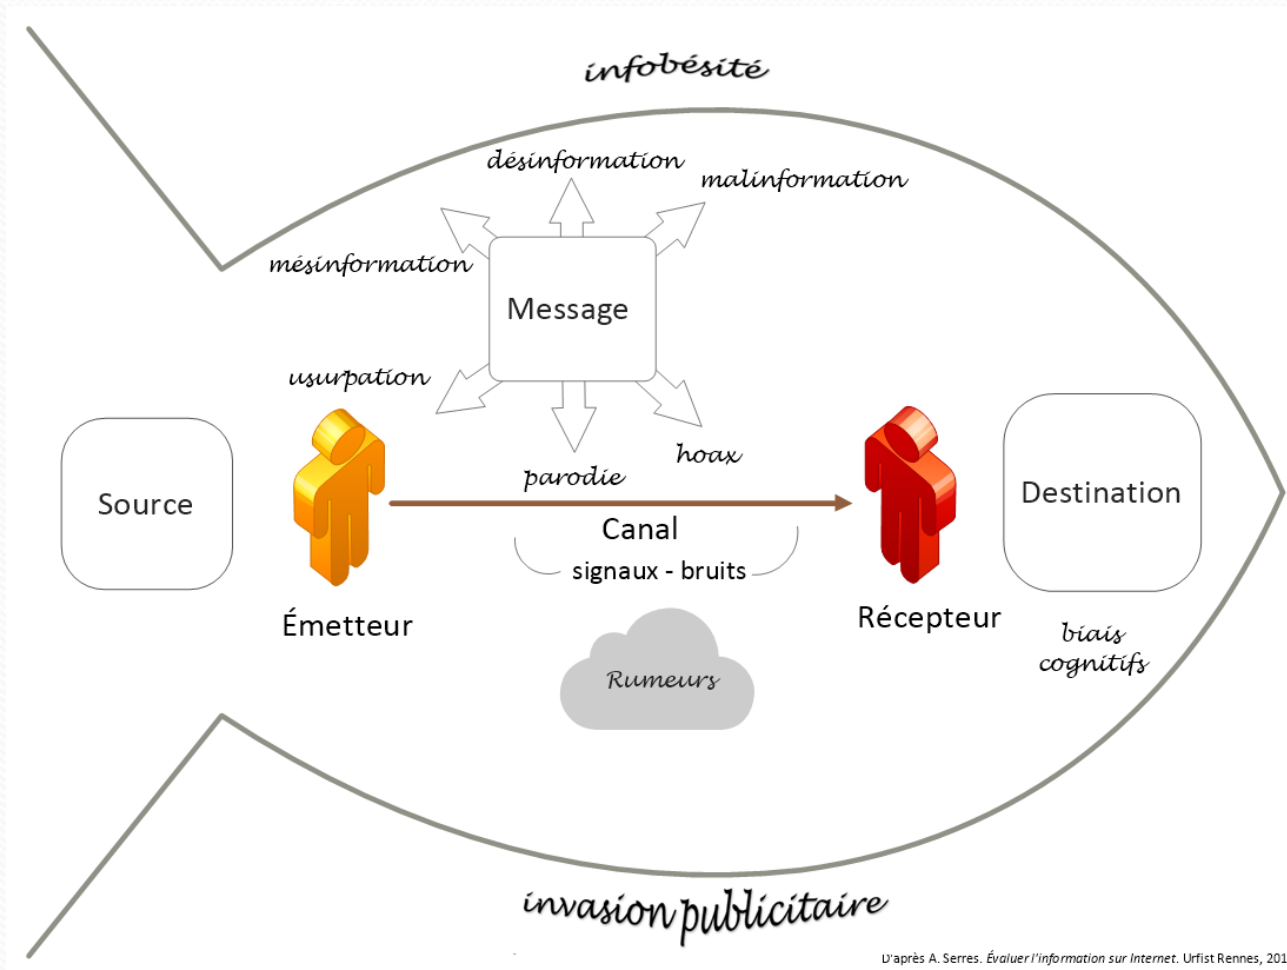 infobésité
désinformation
malinformation
mésinformation
Message
usurpation
hoax
parodie
Source
Destination
Canal
signaux - bruits
Émetteur
Récepteur
biais
cognitifs
Rumeurs
invasion publicitaire
D'après A. Serres. Évaluer l'information sur Internet. Urfist Rennes, 201